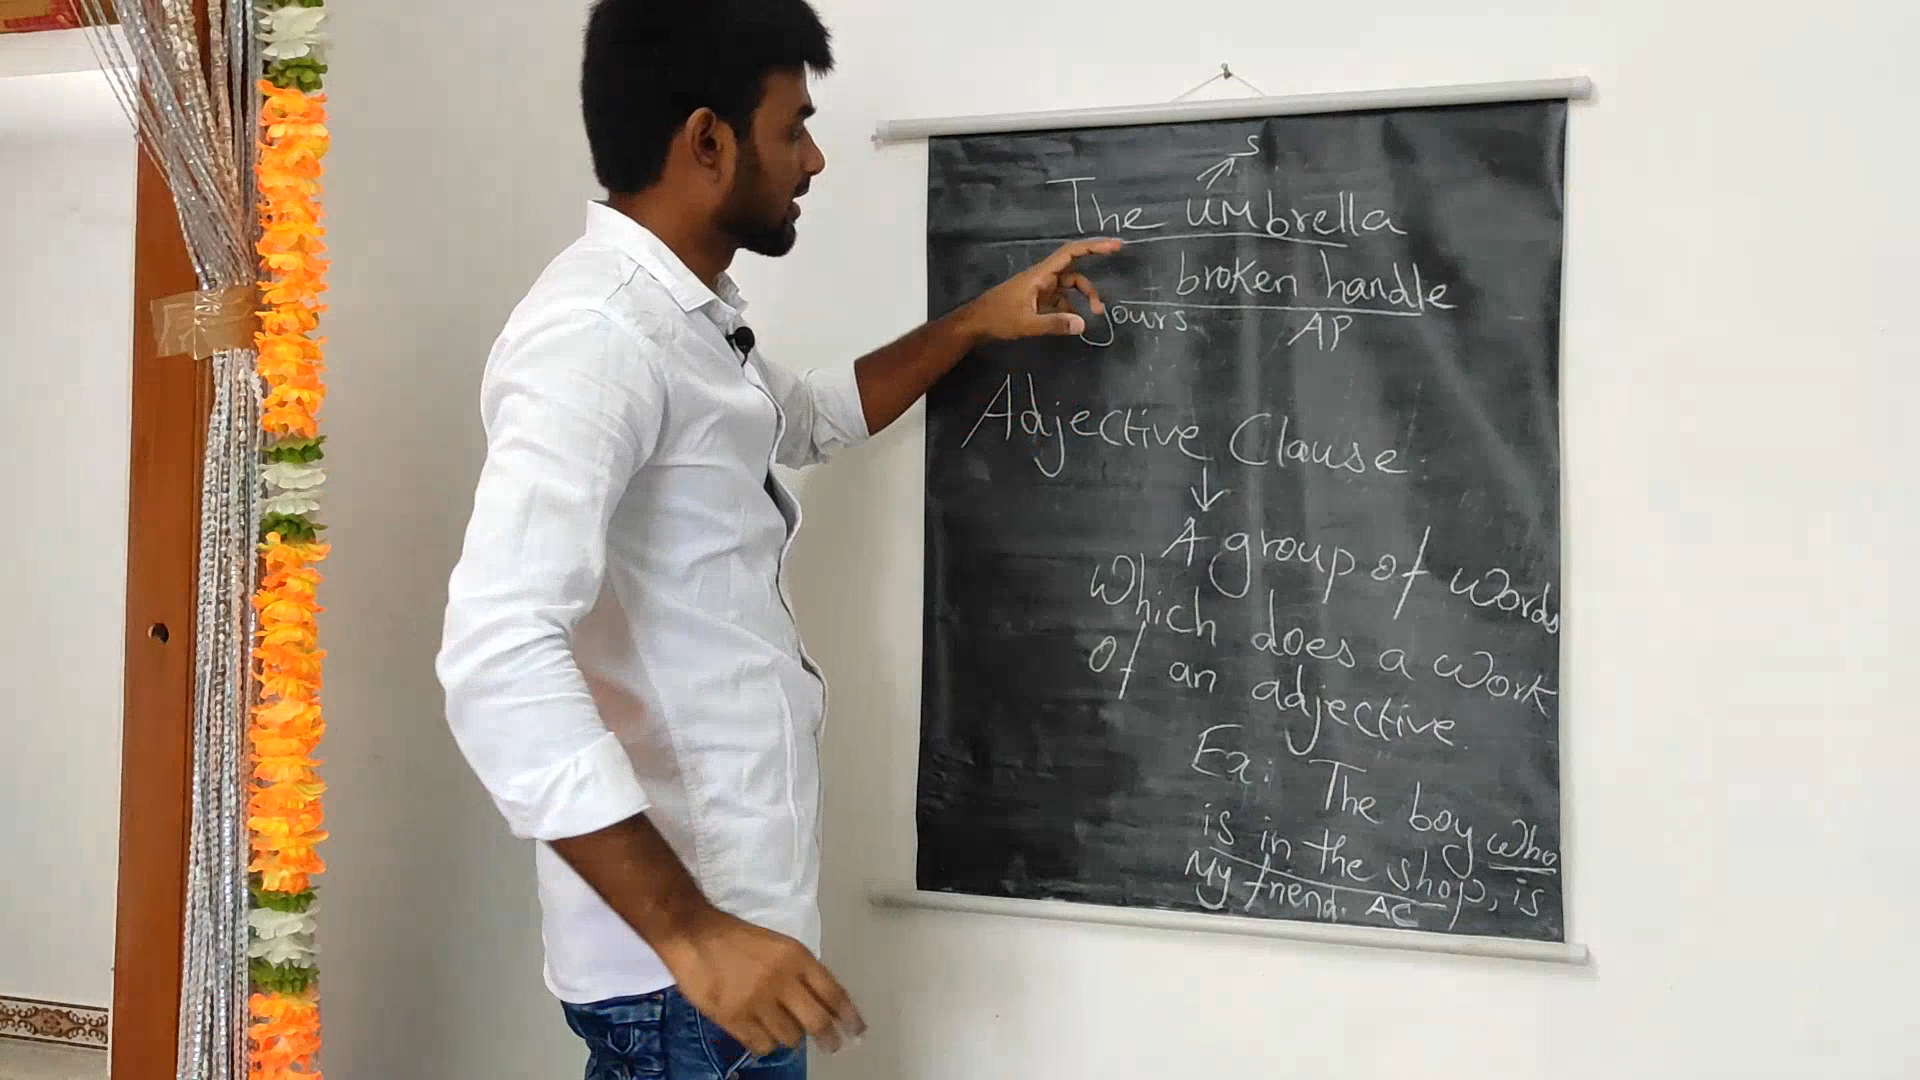 S
The umbrella
broken handle
yours AP
Adjective Clause:
A group of words
Which does a work
of an adjective.
Ex: The boy who
is in the shop, is
My friend. AC